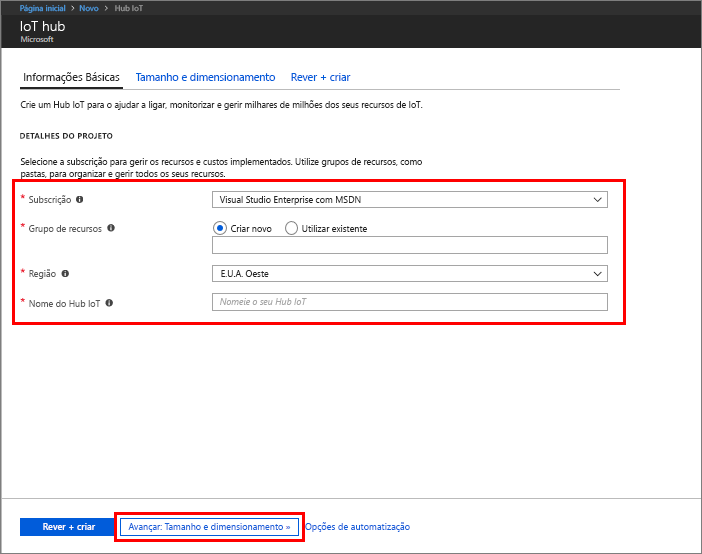 Página inicial > Novo > Hub IoT
IoT hub
Microsoft
Informações Básicas Tamanho e dimensionamento Rever + criar
Crie um Hub IoT para o ajudar a ligar, monitorizar e gerir milhares de milhões dos seus recursos de IoT.
DETALHES DO PROJETO
Selecione a subscrição para gerir os recursos e custos implementados. Utilize grupos de recursos, como
pastas, para organizar e gerir todos os seus recursos.
* Subscrição Visual Studio Enterprise com MSDN
* Grupo de recursos Criar novo Utilizar existente
* Região E.U.A. Oeste
* Nome do Hub IoT Nomeie o seu Hub IoT
Rever + criar Avançar: Tamanho e dimensionamento » Opções de automatização